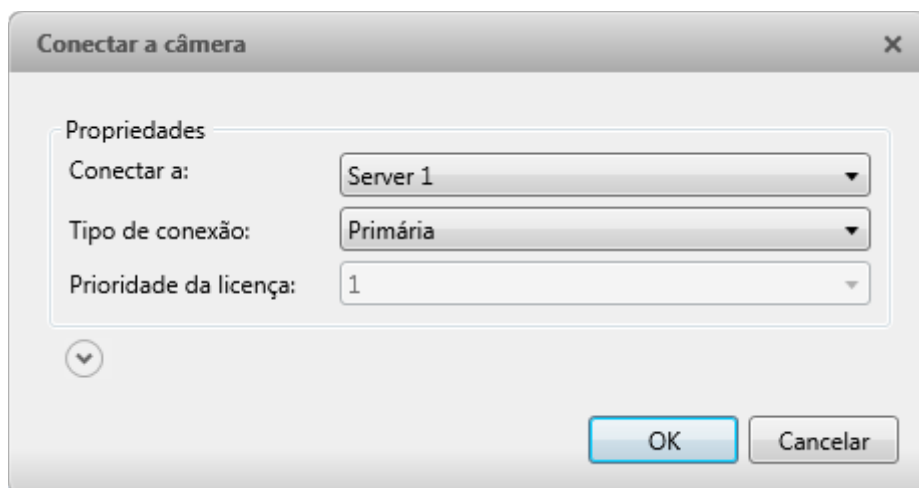 Conectar a câmera
Propriedades
Conectar a: Server 1
Tipo de conexão: Primária
Prioridade da licença: 1
OK Cancelar